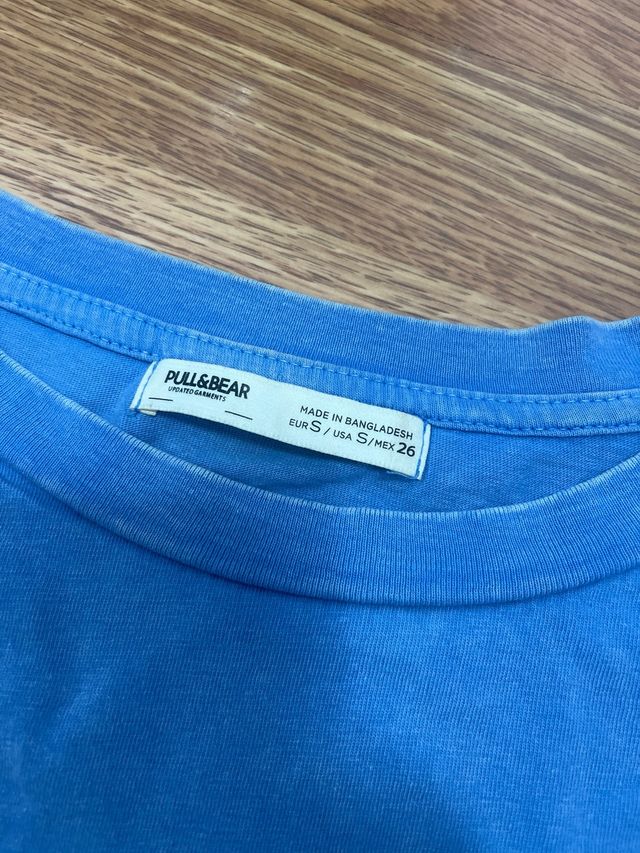 PULL&BEAR
UPDATED GARMENTS
MADE IN BANGLADESH
EUR S / USA S / MEX 26